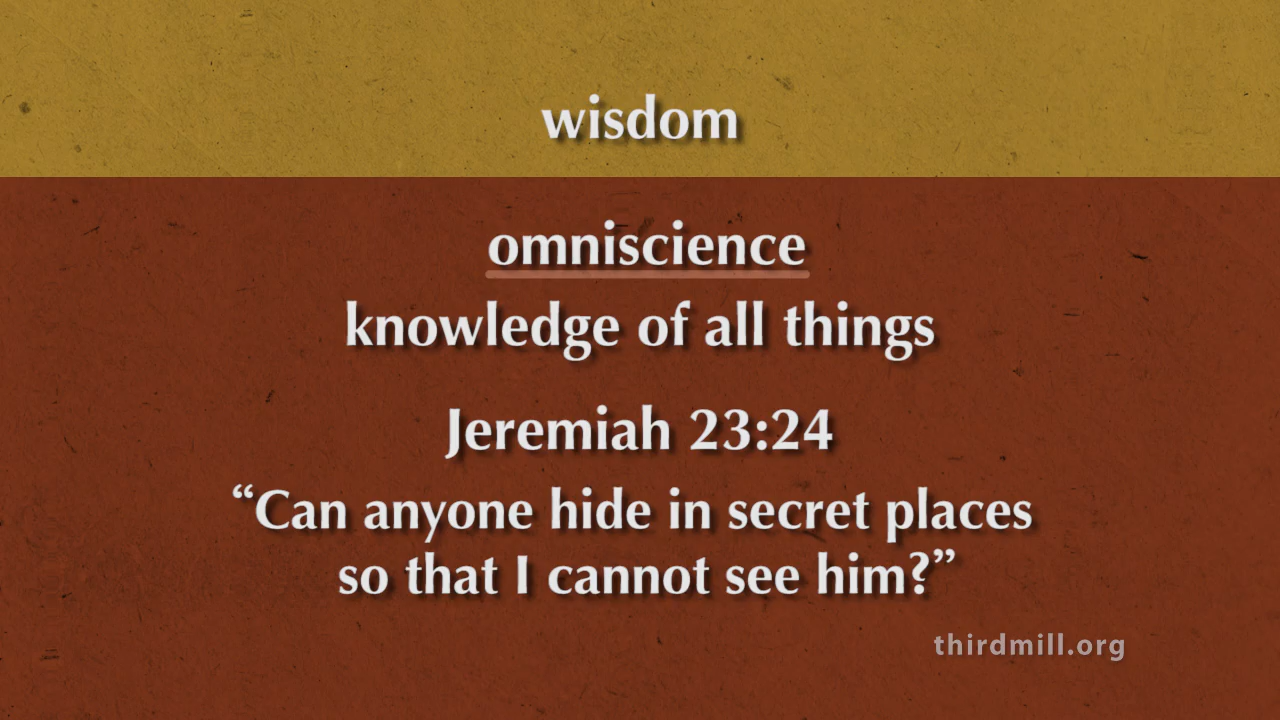 wisdom
omniscience
knowledge of all things
Jeremiah 23:24
“Can anyone hide in secret places
so that I cannot see him?”
thirdmill.org